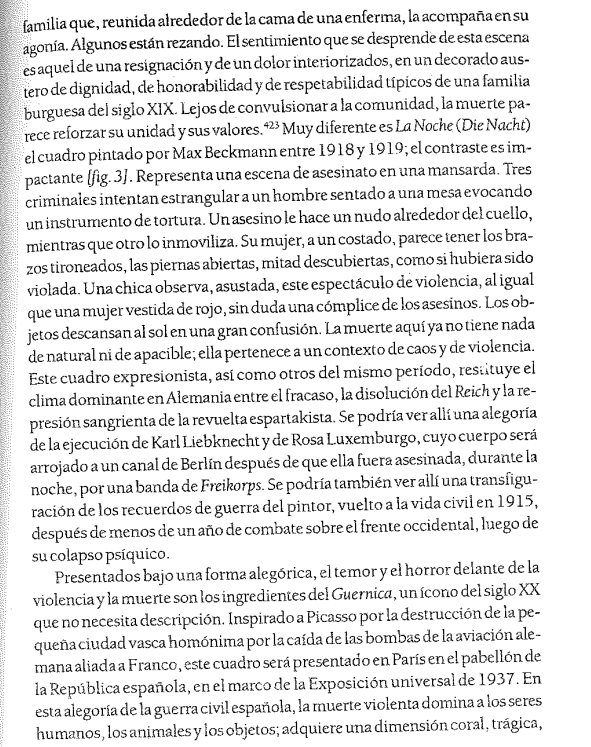 familia que, reunida alrededor de la cama de una enferma, la acompaña en su
agonía. Algunos están rezando. El sentimiento que se desprende de esta escena
es aquel de una resignación y de un dolor interiorizados, en un decorado aus-
tero de dignidad, de honorabilidad y de respetabilidad típicos de una familia
burguesa del siglo XIX. Lejos de convulsionar a la comunidad, la muerte pa-
rece reforzar su unidad y sus valores.⁴²³ Muy diferente es La Noche (Die Nacht)
el cuadro pintado por Max Beckmann entre 1918 y 1919; el contraste es im-
pactante [fig. 3]. Representa una escena de asesinato en una mansarda. Tres
criminales intentan estrangular a un hombre sentado a una mesa evocando
un instrumento de tortura. Un asesino le hace un nudo alrededor del cuello,
mientras que otro lo inmoviliza. Su mujer, a un costado, parece tener los bra-
zos tironeados, las piernas abiertas, mitad descubiertas, como si hubiera sido
violada. Una chica observa, asustada, este espectáculo de violencia, al igual
que una mujer vestida de rojo, sin duda una cómplice de los asesinos. Los ob-
jetos descansan al sol en una gran confusión. La muerte aquí ya no tiene nada
de natural ni de apacible; ella pertenece a un contexto de caos y de violencia.
Este cuadro expresionista, así como otros del mismo período, restituye el
clima dominante en Alemania entre el fracaso, la disolución del Reich y la re-
presión sangrienta de la revuelta espartakista. Se podría ver allí una alegoría
de la ejecución de Karl Liebknecht y de Rosa Luxemburgo, cuyo cuerpo será
arrojado a un canal de Berlín después de que ella fuera asesinada, durante la
noche, por una banda de Freikorps. Se podría también ver allí una transfigu-
ración de los recuerdos de guerra del pintor, vuelto a la vida civil en 1915,
después de menos de un año de combate sobre el frente occidental, luego de
su colapso psíquico.
Presentados bajo una forma alegórica, el temor y el horror delante de la
violencia y la muerte son los ingredientes del Guernica, un ícono del siglo XX
que no necesita descripción. Inspirado a Picasso por la destrucción de la pe-
queña ciudad vasca homónima por la caída de las bombas de la aviación ale-
mana aliada a Franco, este cuadro será presentado en París en el pabellón de
la República española, en el marco de la Exposición universal de 1937. En
esta alegoría de la guerra civil española, la muerte violenta domina a los seres
humanos, los animales y los objetos; adquiere una dimensión coral, trágica,